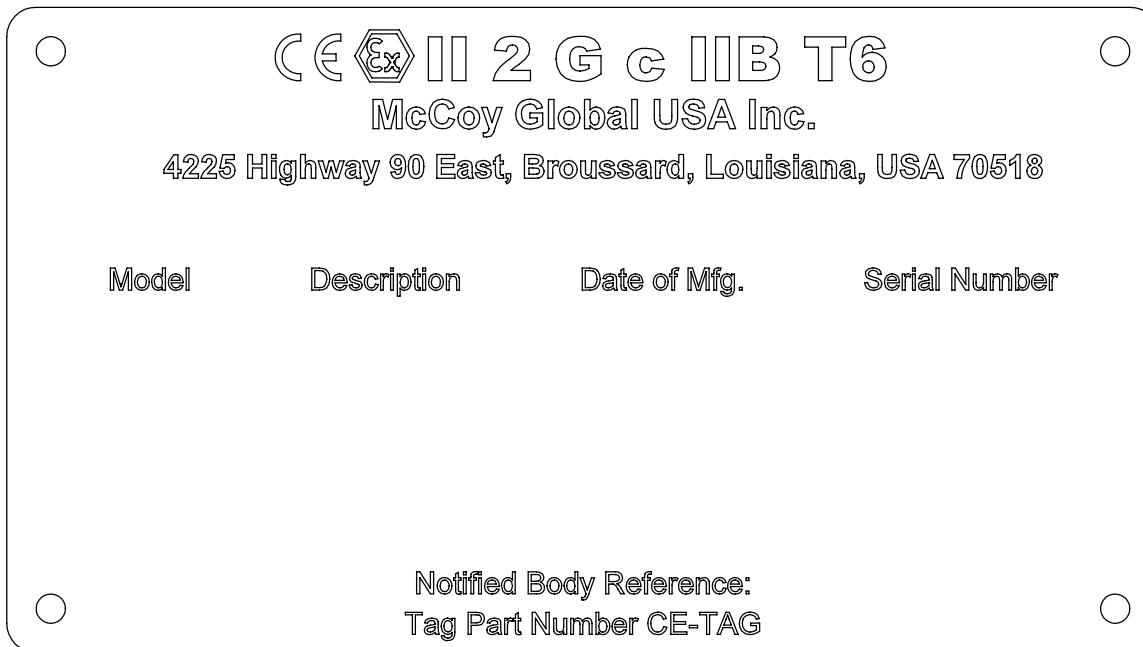 CE Ex II 2 G c IIB T6
McCoy Global USA Inc.
4225 Highway 90 East, Broussard, Louisiana, USA 70518
Model Description Date of Mfg. Serial Number
Notified Body Reference:
Tag Part Number CE-TAG